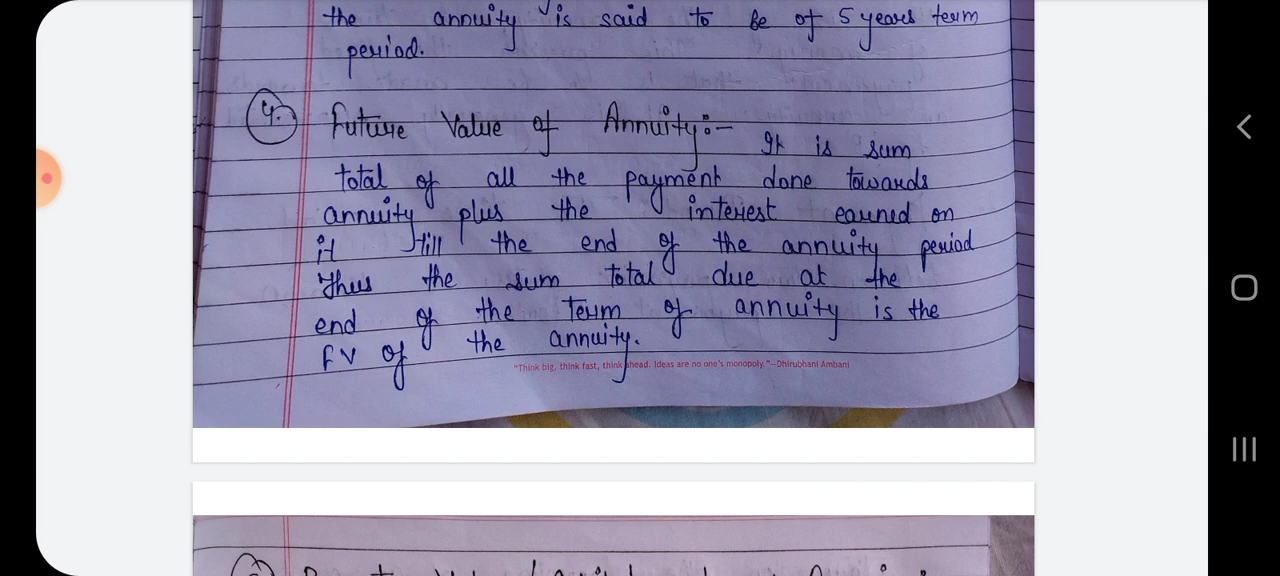 the annuity is said to be of 5 years term
period.
4. Future Value of Annuity:- It is sum
total of all the payment done towards
annuity plus the interest earned on
it till the end of the annuity period
Thus the sum total due at the
end of the term of annuity is the
FV of the annuity.
"Think big, think fast, think ahead. Ideas are no one's monopoly."--Dhirubhani Ambani